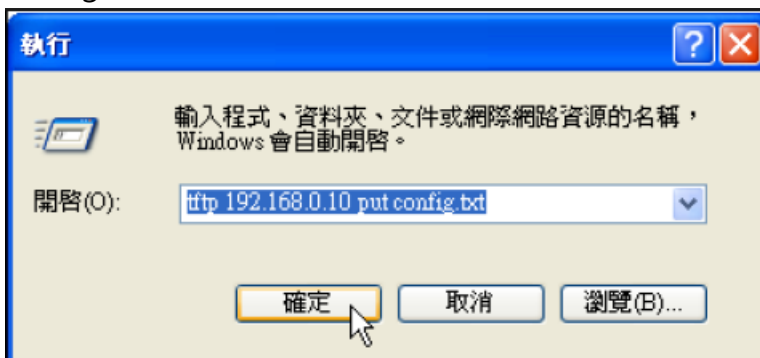 執行
輸入程式、資料夾、文件或網際網路資源的名稱，
Windows 會自動開啓。
開啓(O):
tftp 192.168.0.10 put config.txt
確定
取消
瀏覽(B)...